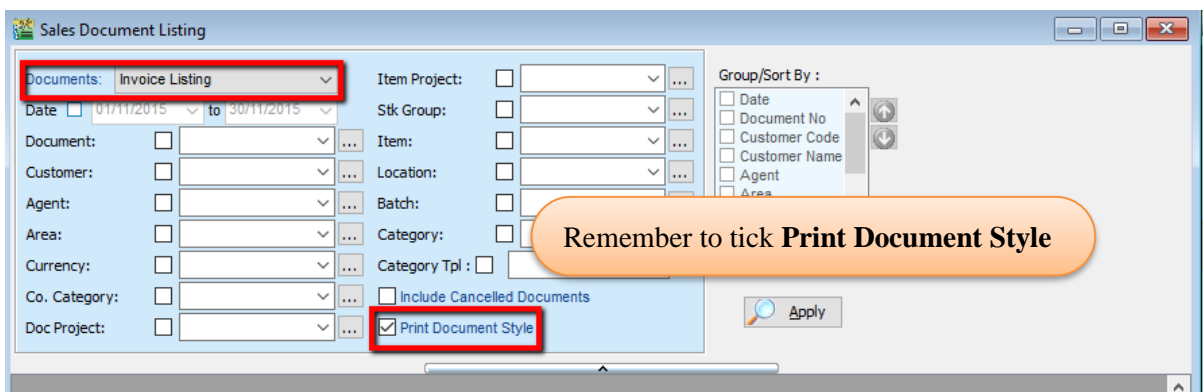 Sales Document Listing
Documents: Invoice Listing
Date 01/11/2015 to 30/11/2015
Document: ...
Customer: ...
Agent: ...
Area: ...
Currency: ...
Co. Category: ...
Doc Project: ...
Item Project: ...
Stk Group: ...
Item: ...
Location: ...
Batch:
Category:
Category Tpl :
Include Cancelled Documents
Print Document Style
Group/Sort By :
Date
Document No
Customer Code
Customer Name
Agent
Area
Remember to tick Print Document Style
Apply